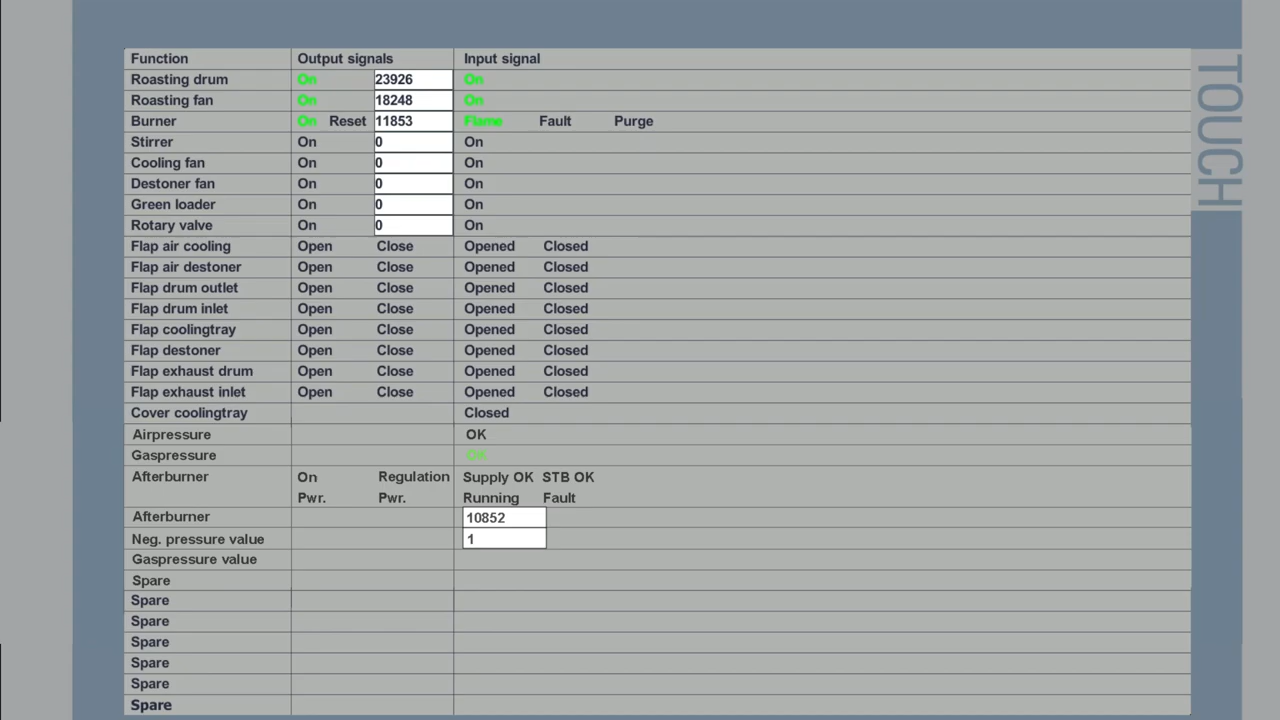 Function Output signals Input signal
Roasting drum On 23926 On
Roasting fan On 18248 On
Burner On Reset 11853 Flame Fault Purge
Stirrer On 0 On
Cooling fan On 0 On
Destoner fan On 0 On
Green loader On 0 On
Rotary valve On 0 On
Flap air cooling Open Close Opened Closed
Flap air destoner Open Close Opened Closed
Flap drum outlet Open Close Opened Closed
Flap drum inlet Open Close Opened Closed
Flap coolingtray Open Close Opened Closed
Flap destoner Open Close Opened Closed
Flap exhaust drum Open Close Opened Closed
Flap exhaust inlet Open Close Opened Closed
Cover coolingtray Closed
Airpressure OK
Gaspressure OK
Afterburner On Regulation Supply OK STB OK
Pwr. Pwr. Running Fault
Afterburner 10852
Neg. pressure value 1
Gaspressure value
Spare
Spare
Spare
Spare
Spare
Spare
Spare
TOUCH